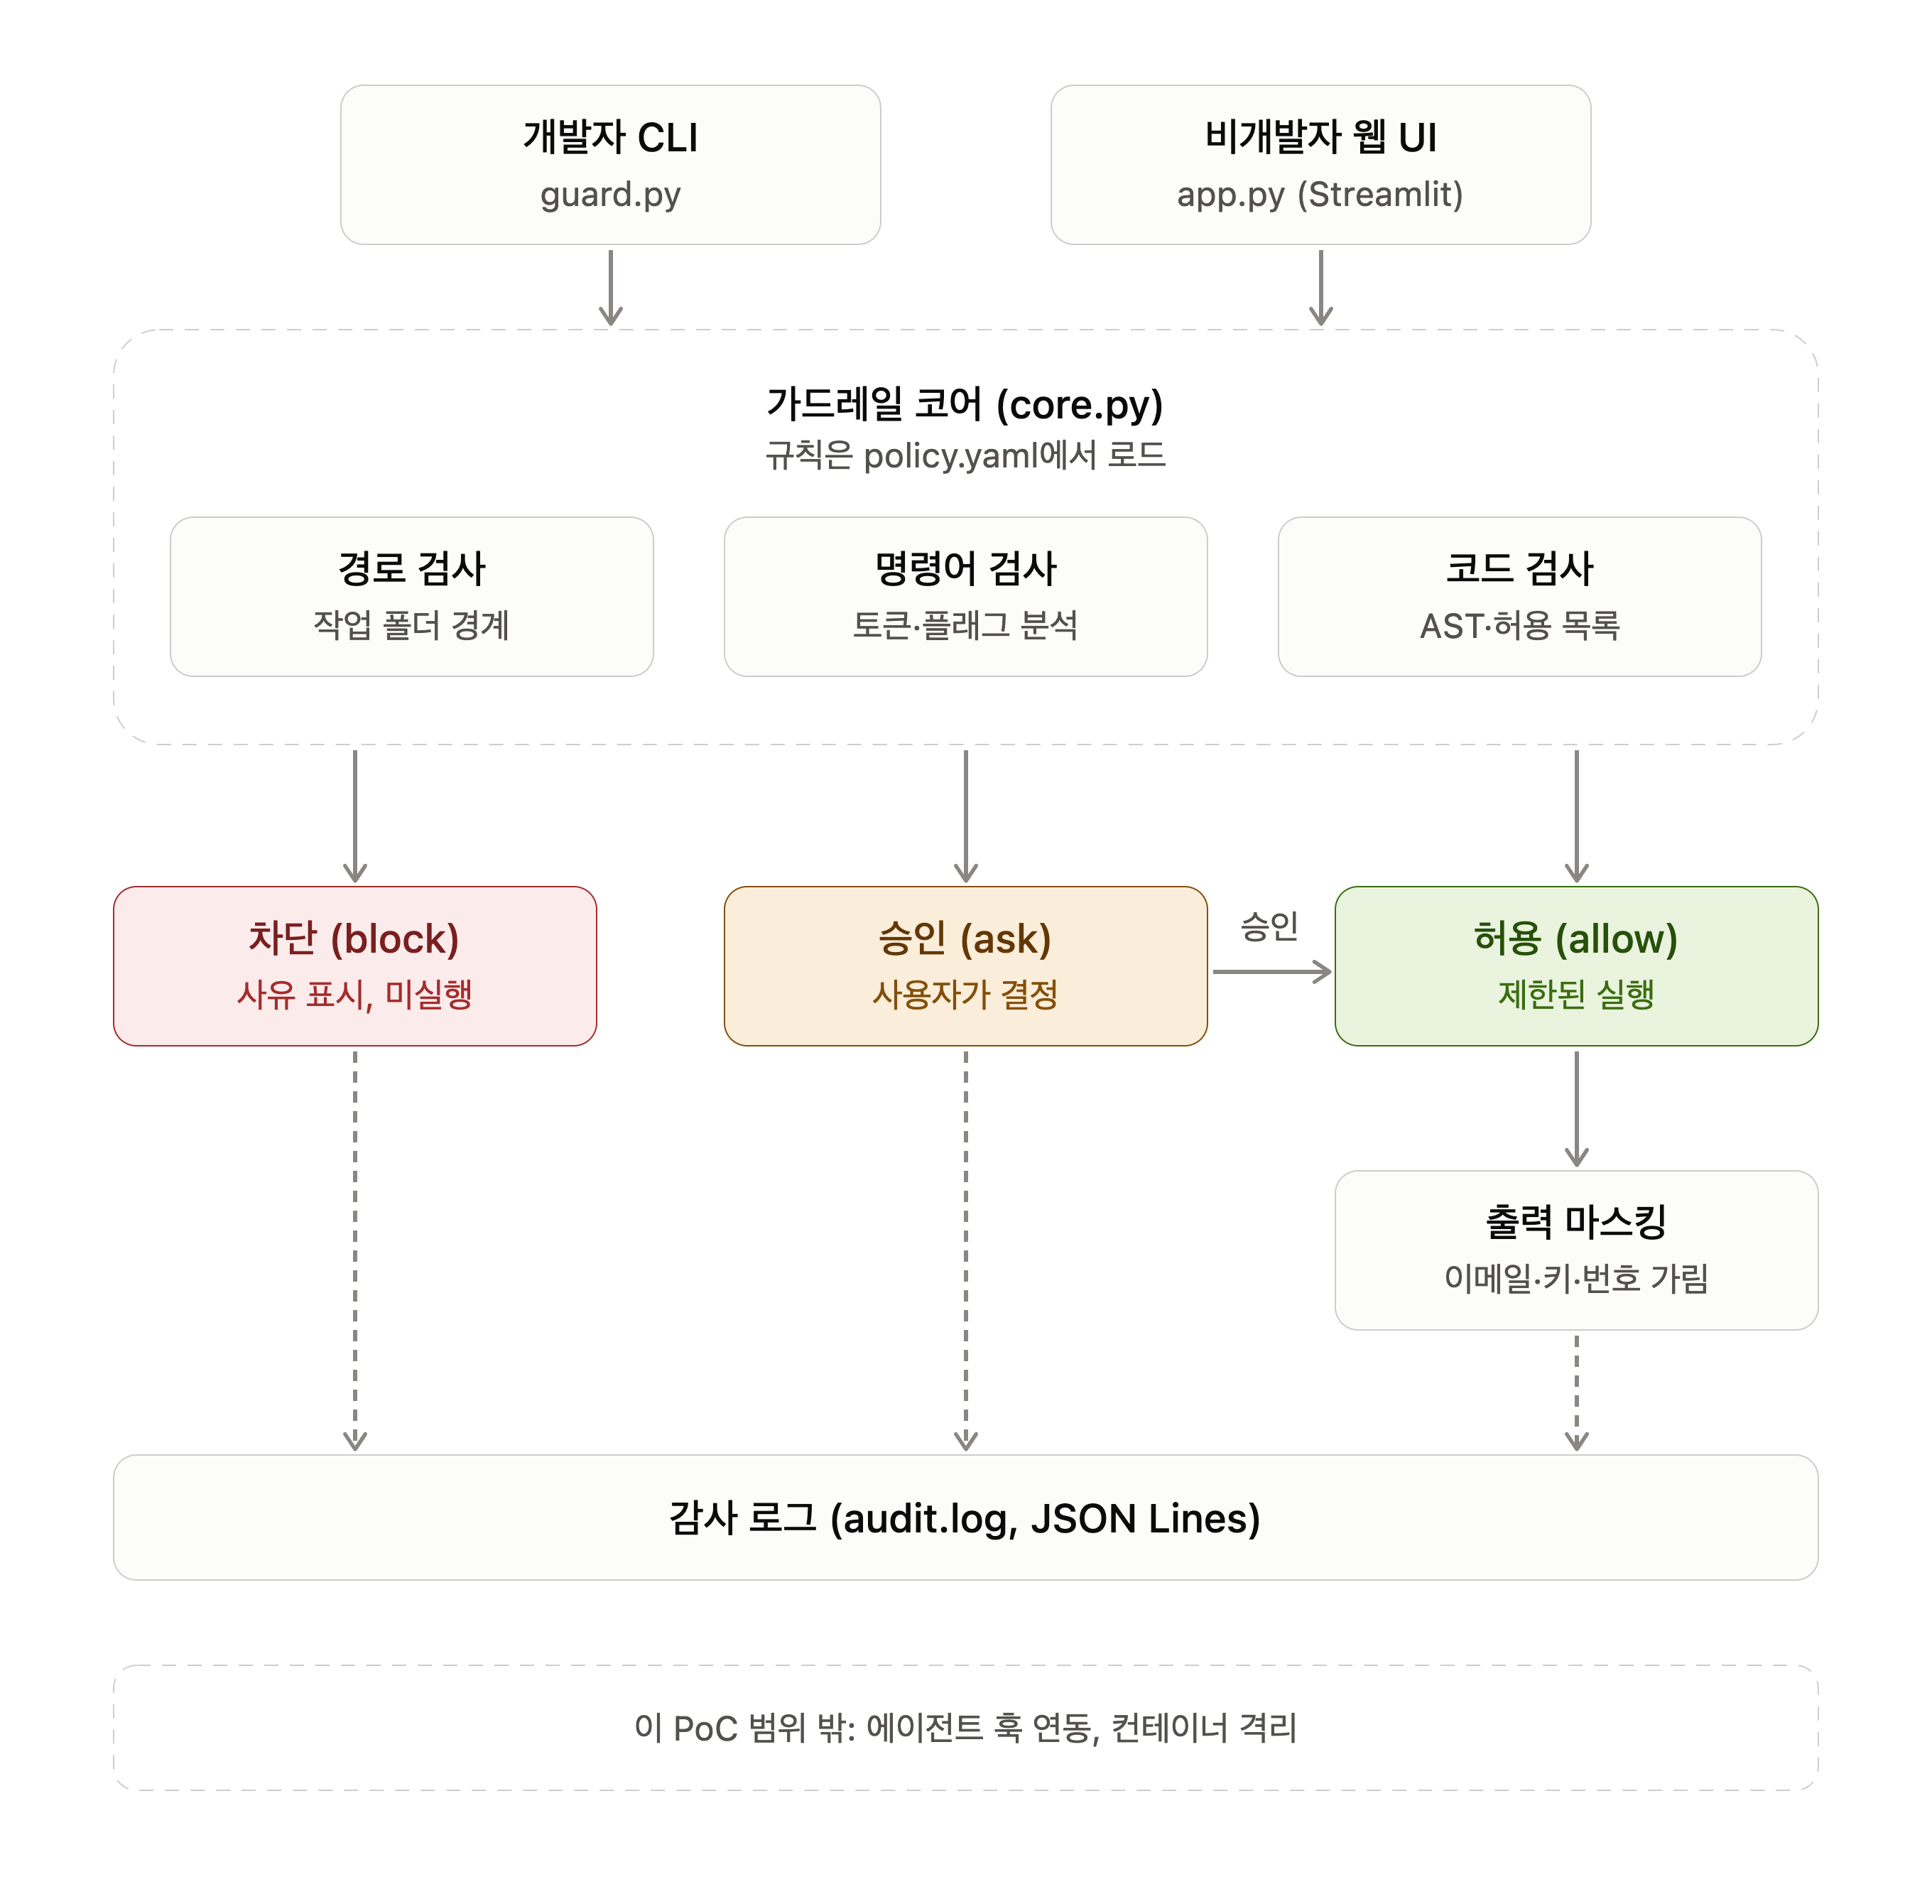 개발자 CLI
guard.py
비개발자 웹 UI
app.py (Streamlit)
가드레일 코어 (core.py)
규칙은 policy.yaml에서 로드
경로 검사
작업 폴더 경계
명령어 검사
토큰·플래그 분석
코드 검사
AST·허용 목록
차단 (block)
사유 표시, 미실행
승인 (ask)
사용자가 결정
승인
허용 (allow)
제한된 실행
출력 마스킹
이메일·키·번호 가림
감사 로그 (audit.log, JSON Lines)
이 PoC 범위 밖: 에이전트 훅 연동, 컨테이너 격리